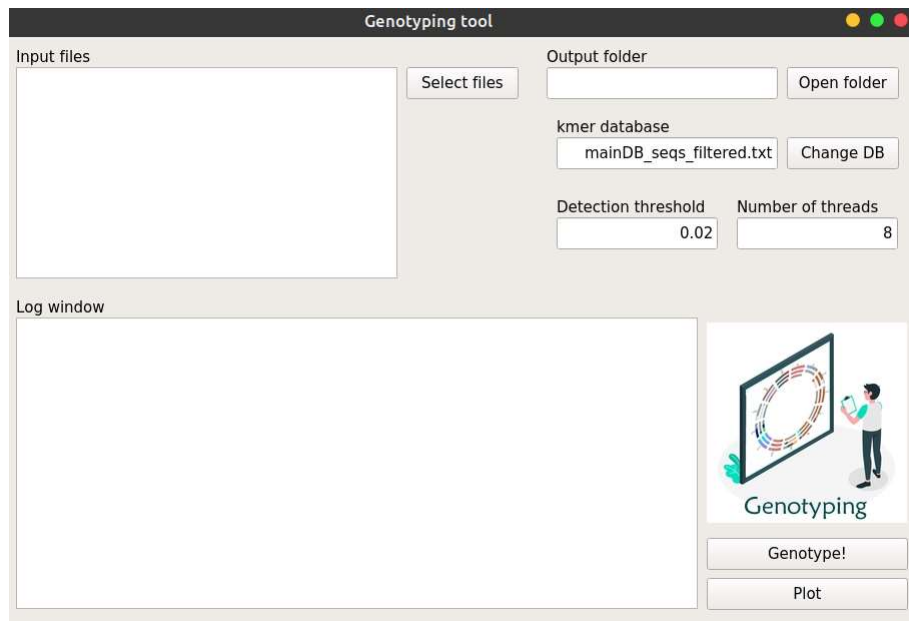 Genotyping tool
Input files
Select files
Output folder
Open folder
kmer database
mainDB_seqs_filtered.txt
Change DB
Detection threshold
Number of threads
0.02
8
Log window
Genotyping
Genotype!
Plot